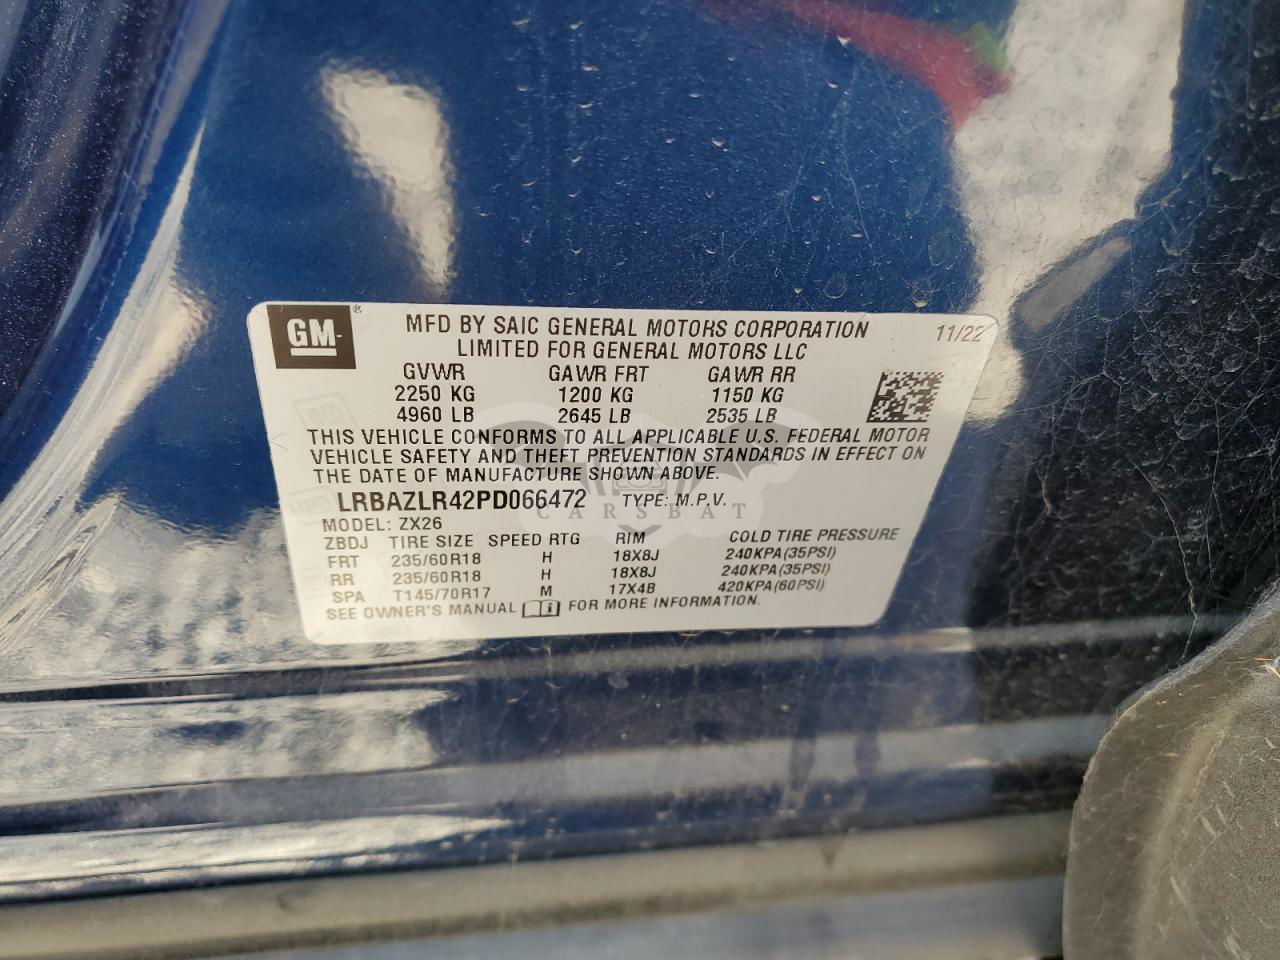 GM ® MFD BY SAIC GENERAL MOTORS CORPORATION 11/22
LIMITED FOR GENERAL MOTORS LLC
GVWR GAWR FRT GAWR RR
2250 KG 1200 KG 1150 KG
4960 LB 2645 LB 2535 LB
THIS VEHICLE CONFORMS TO ALL APPLICABLE U.S. FEDERAL MOTOR
VEHICLE SAFETY AND THEFT PREVENTION STANDARDS IN EFFECT ON
THE DATE OF MANUFACTURE SHOWN ABOVE.
LRBAZLR42PD066472 TYPE: M.P.V.
CARSBAT
MODEL: ZX26
ZBDJ TIRE SIZE SPEED RTG RIM COLD TIRE PRESSURE
FRT 235/60R18 H 18X8J 240KPA(35PSI)
RR 235/60R18 H 18X8J 240KPA(35PSI)
SPA T145/70R17 M 17X4B 420KPA(60PSI)
SEE OWNER'S MANUAL i FOR MORE INFORMATION.